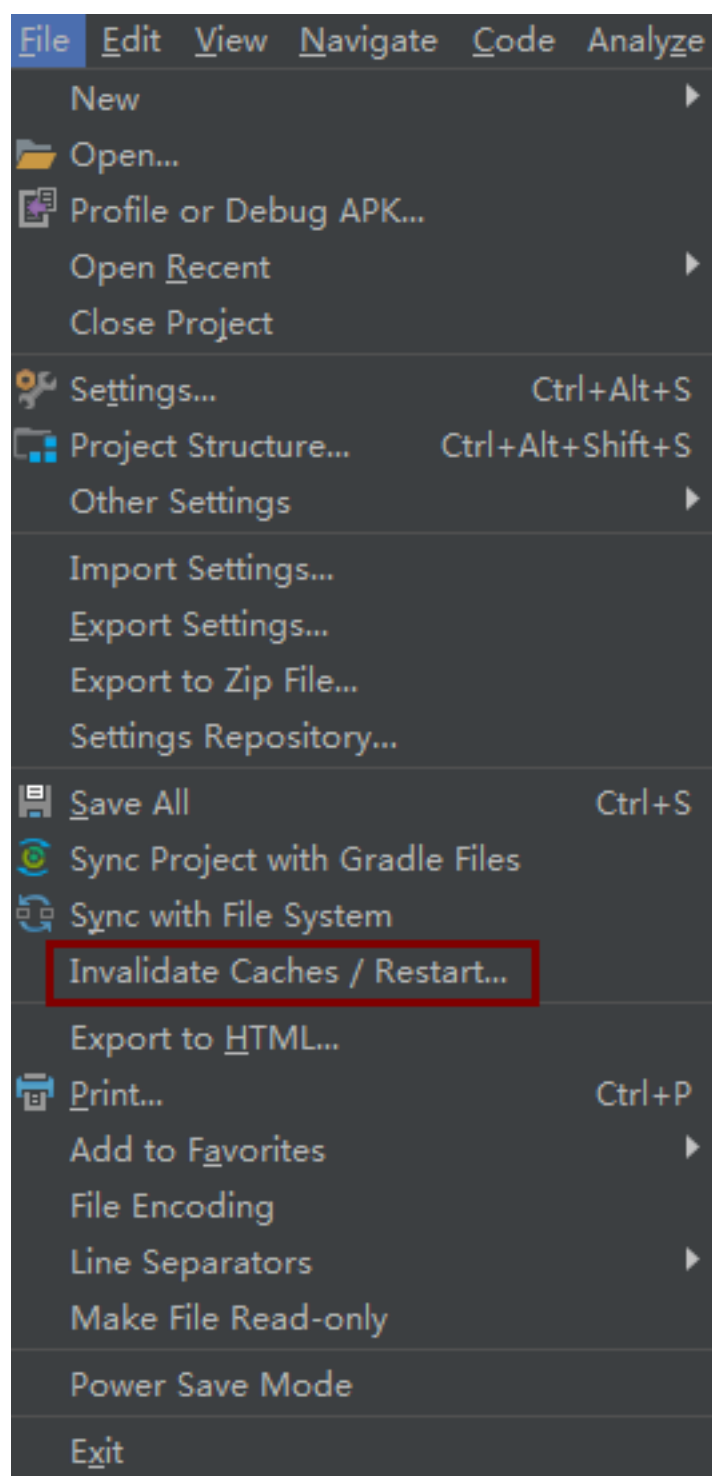 File Edit View Navigate Code Analyze
New
Open...
Profile or Debug APK...
Open Recent
Close Project
Settings... Ctrl+Alt+S
Project Structure... Ctrl+Alt+Shift+S
Other Settings
Import Settings...
Export Settings...
Export to Zip File...
Settings Repository...
Save All Ctrl+S
Sync Project with Gradle Files
Sync with File System
Invalidate Caches / Restart...
Export to HTML...
Print... Ctrl+P
Add to Favorites
File Encoding
Line Separators
Make File Read-only
Power Save Mode
Exit